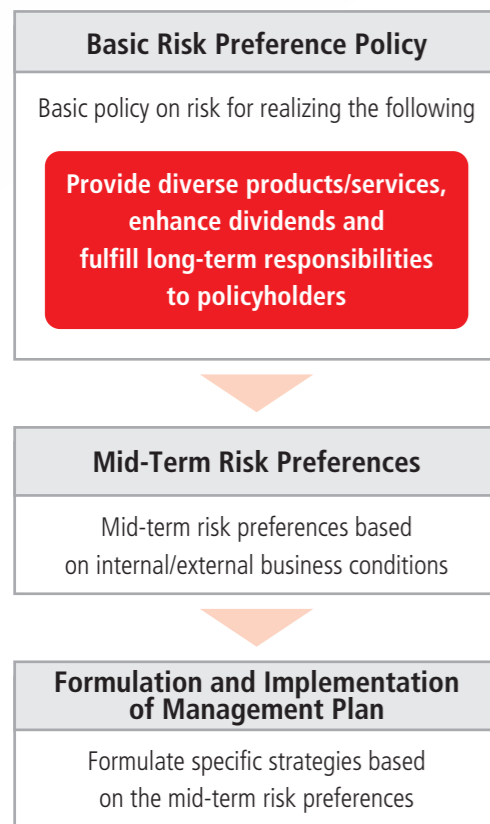 Basic Risk Preference Policy
Basic policy on risk for realizing the following
Provide diverse products/services,
enhance dividends and
fulfill long-term responsibilities
to policyholders
Mid-Term Risk Preferences
Mid-term risk preferences based
on internal/external business conditions
Formulation and Implementation
of Management Plan
Formulate specific strategies based
on the mid-term risk preferences